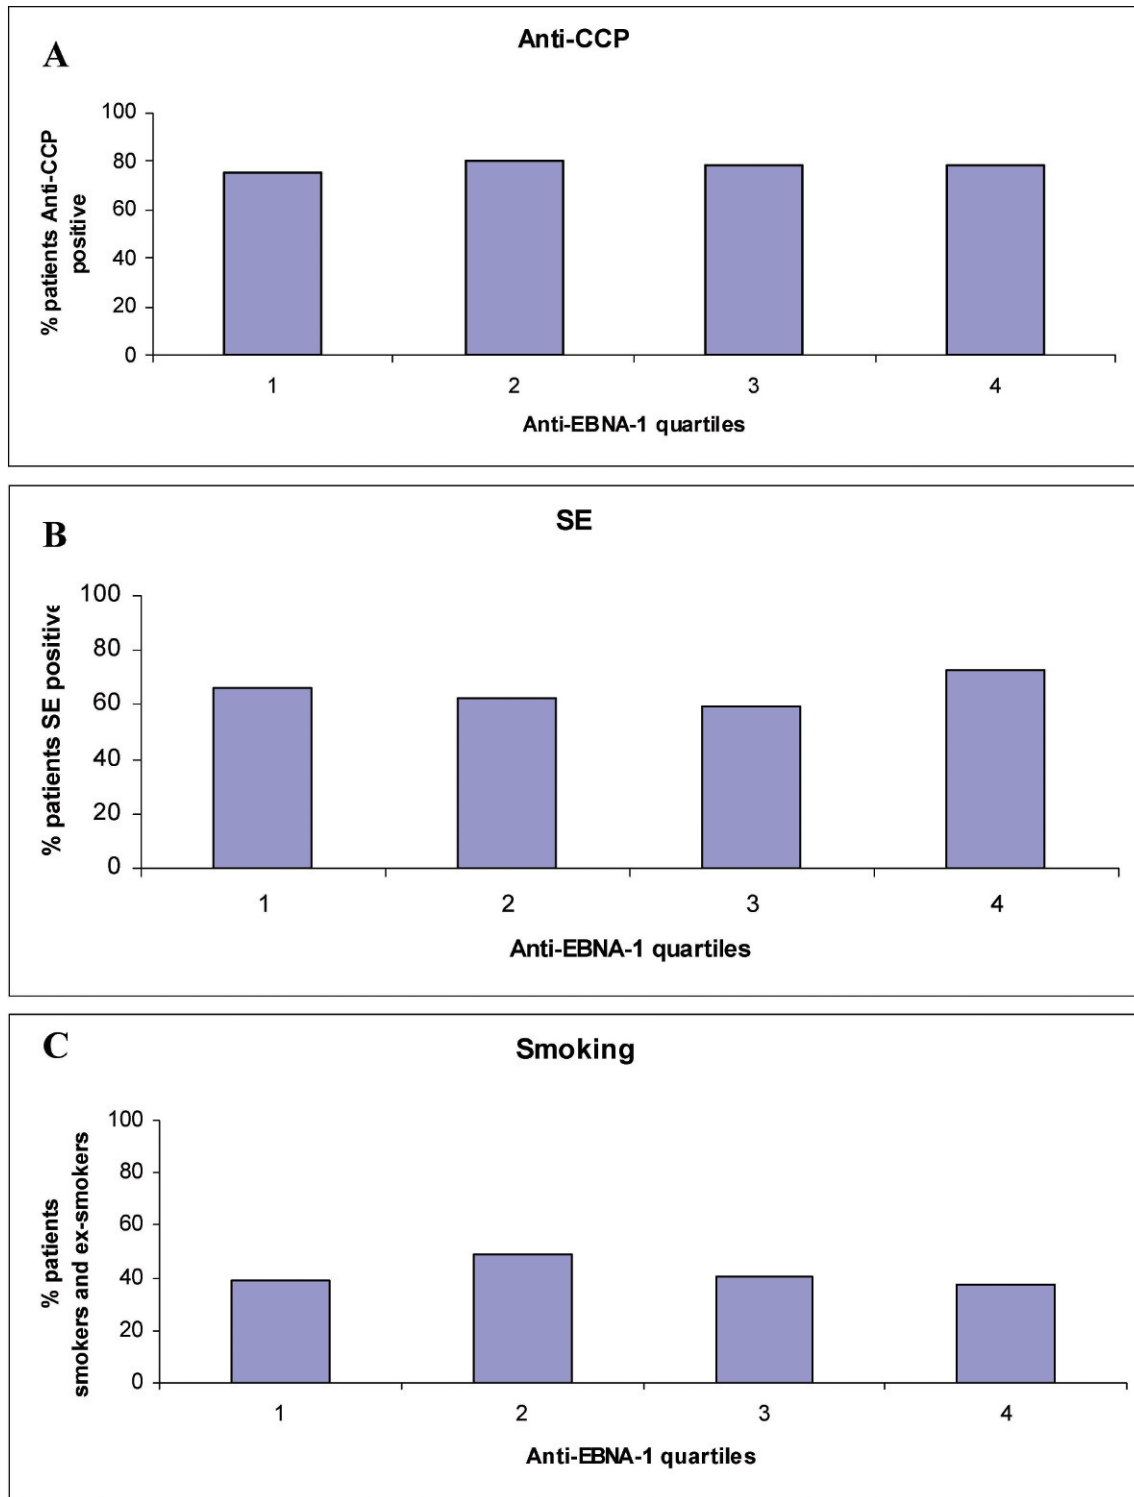 A
Anti-CCP
% patients Anti-CCP
positive
100
80
60
40
20
0
1 2 3 4
Anti-EBNA-1 quartiles
B
SE
% patients SE positive
100
80
60
40
20
0
1 2 3 4
Anti-EBNA-1 quartiles
C
Smoking
% patients
smokers and ex-smokers
100
80
60
40
20
0
1 2 3 4
Anti-EBNA-1 quartiles